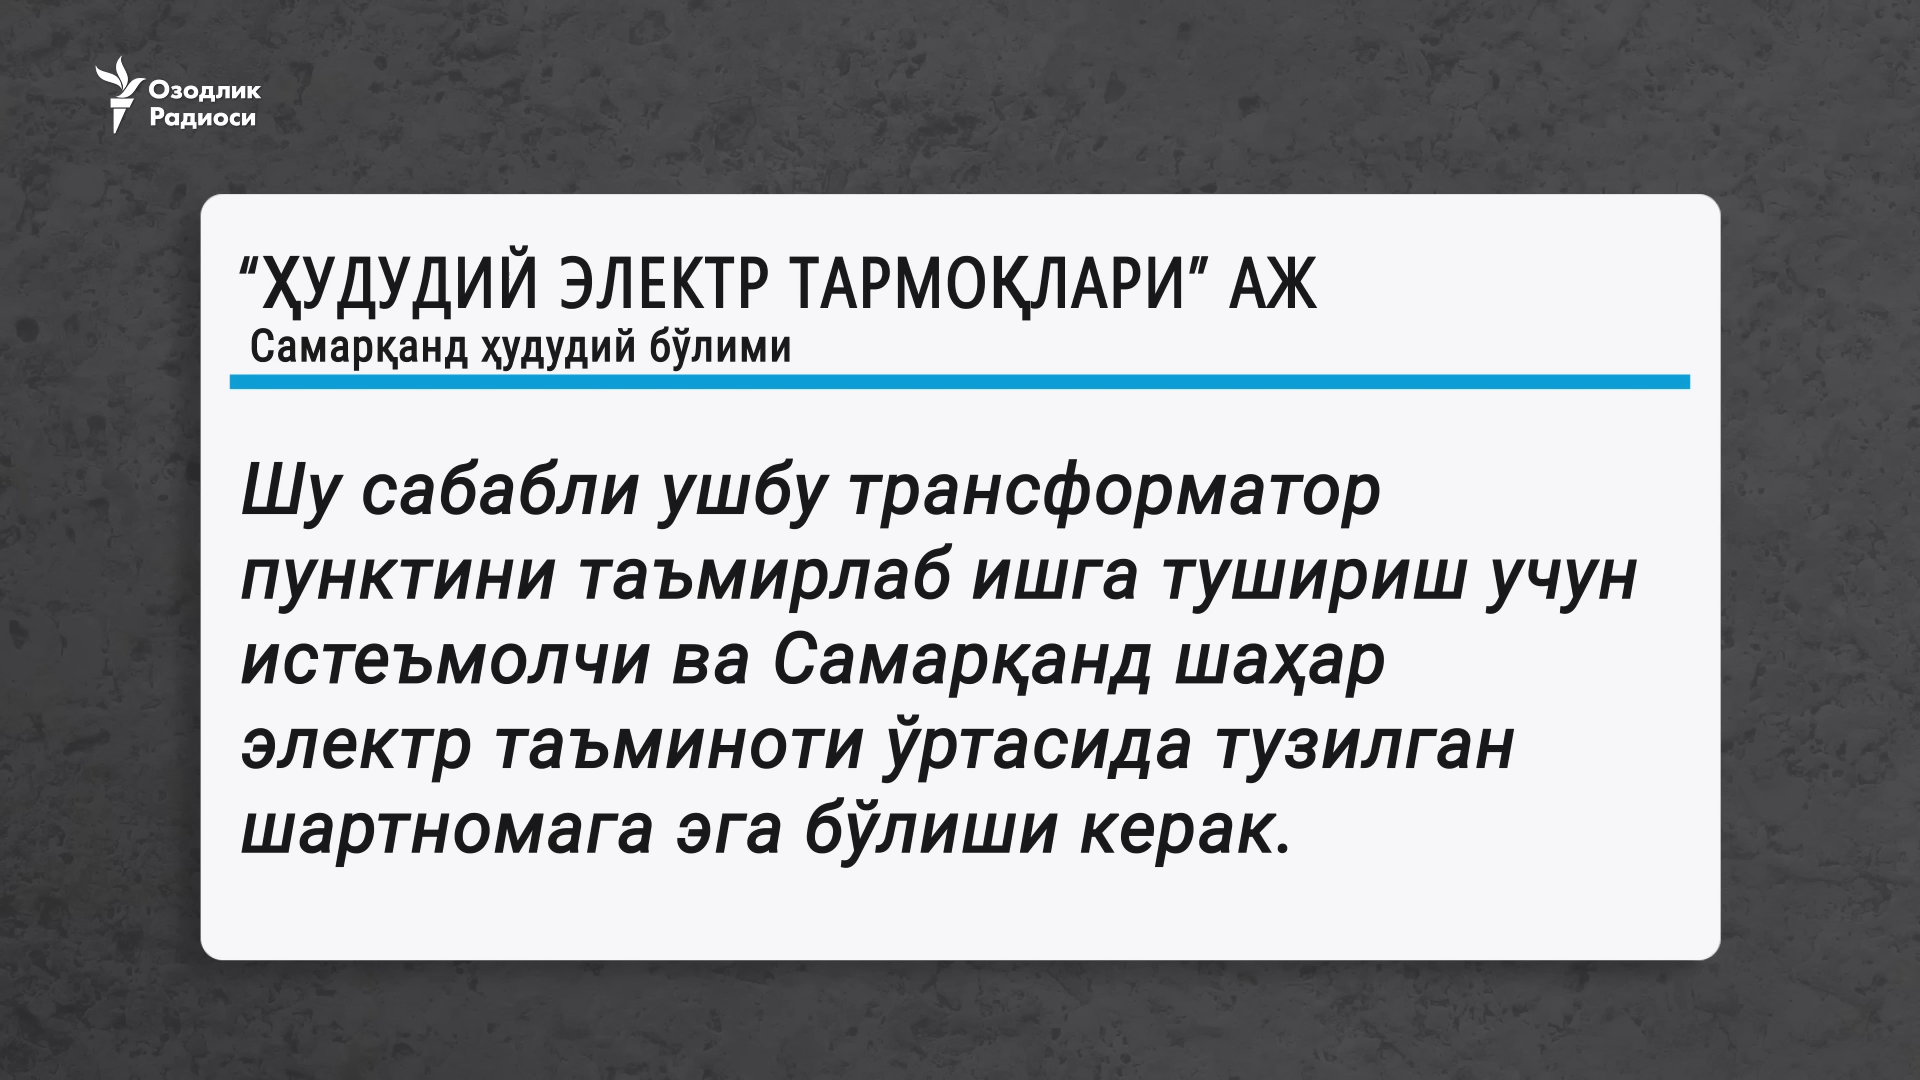 Озодлик
Радиоси
“ҲУДУДИЙ ЭЛЕКТР ТАРМОҚЛАРИ” АЖ
Самарқанд ҳудудий бўлими
Шу сабабли ушбу трансформатор
пунктини таъмирлаб ишга тушириш учун
истеъмолчи ва Самарқанд шаҳар
электр таъминоти ўртасида тузилган
шартномага эга бўлиши керак.